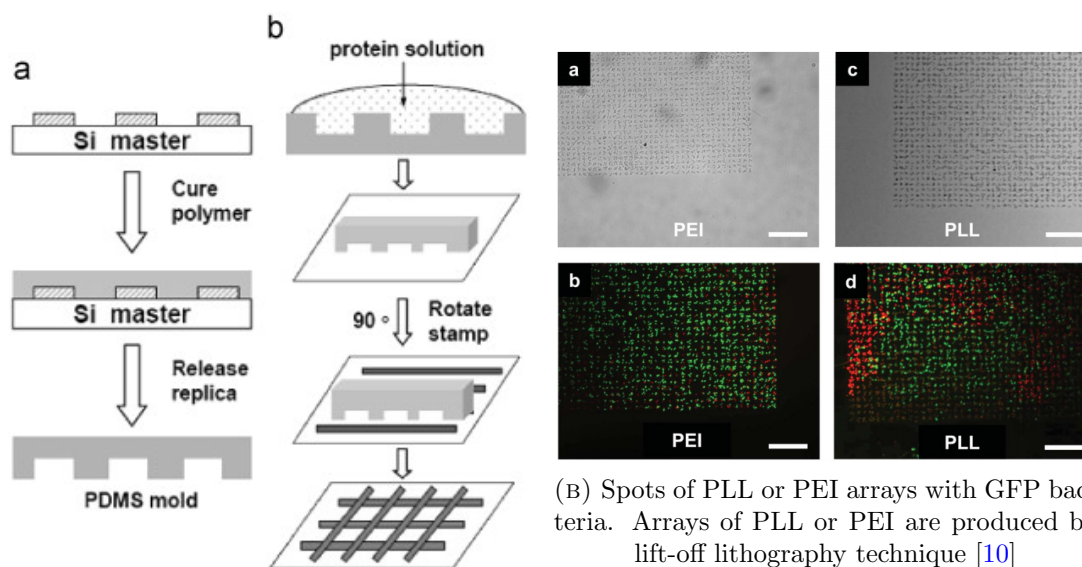 a
Si master
Cure
polymer
Si master
Release
replica
PDMS mold
b
protein solution
90 °
Rotate
stamp
a
PEI
c
PLL
b
PEI
d
PLL
(B) Spots of PLL or PEI arrays with GFP bac
teria. Arrays of PLL or PEI are produced b
lift-off lithography technique [10]